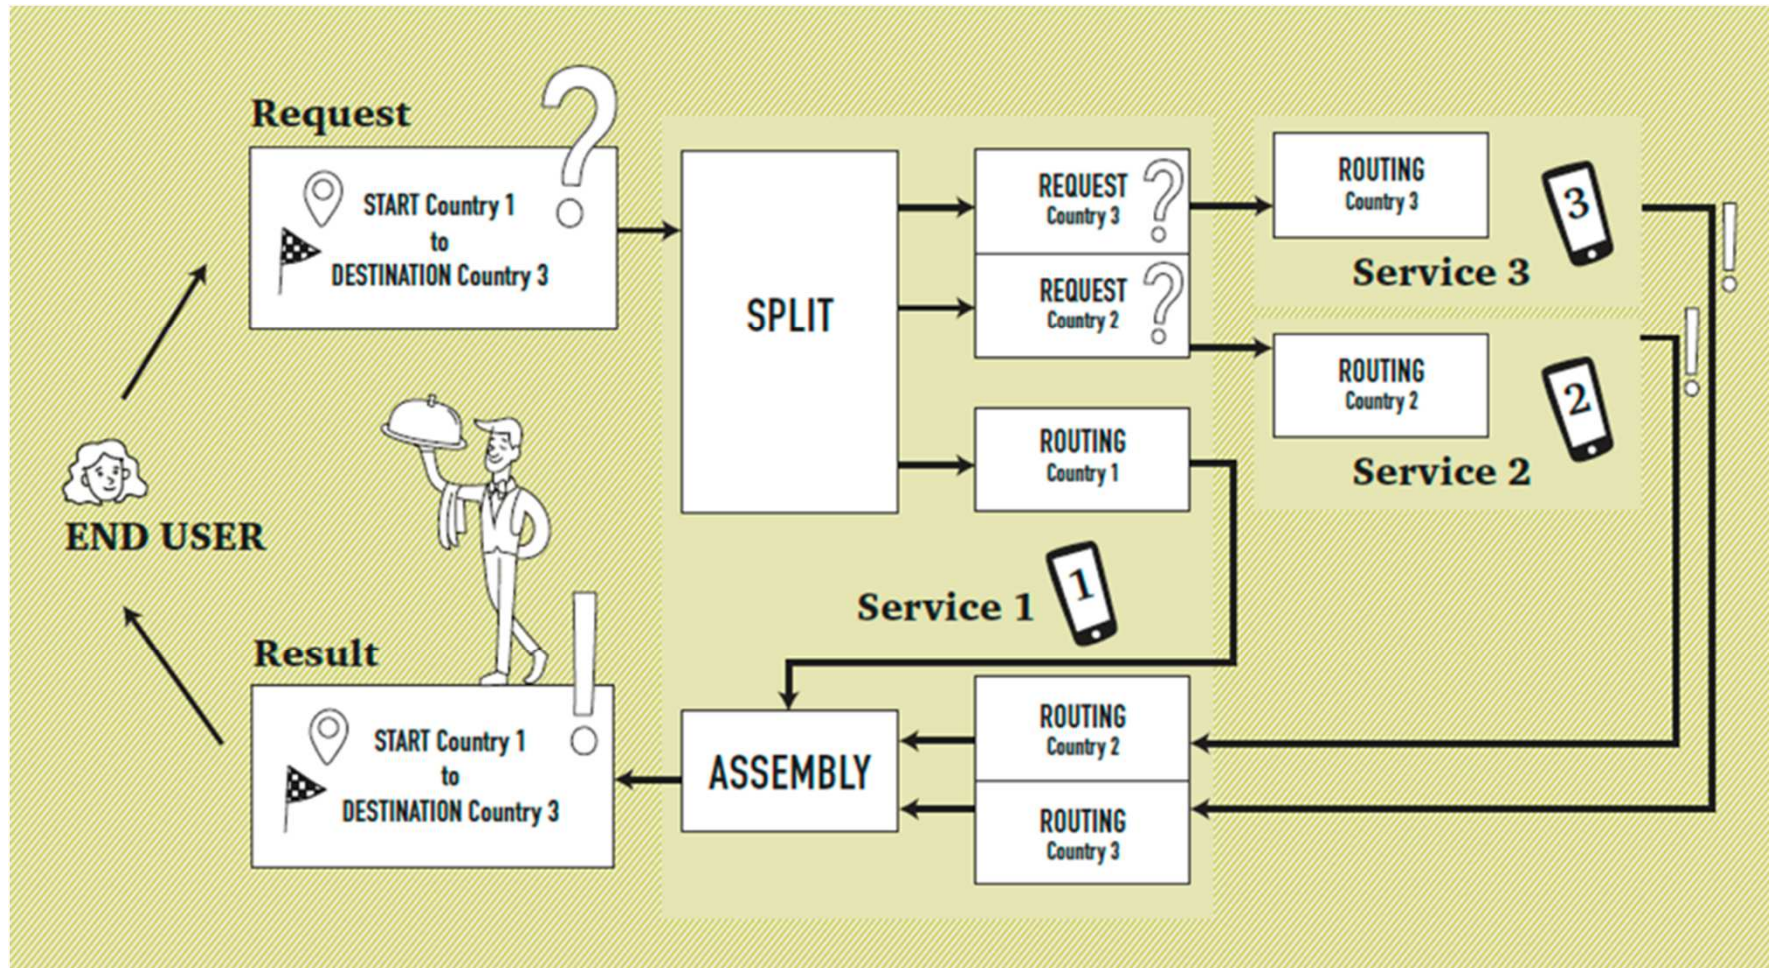 Request
START Country 1
to
DESTINATION Country 3
?
SPLIT
REQUEST
Country 3
?
REQUEST
Country 2
?
ROUTING
Country 1
ROUTING
Country 3
3
Service 3
!
ROUTING
Country 2
2
Service 2
!
END USER
Service 1
1
Result
START Country 1
to
DESTINATION Country 3
!
ASSEMBLY
ROUTING
Country 2
ROUTING
Country 3